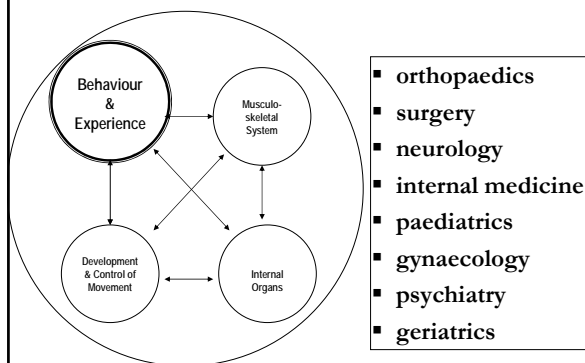 Behaviour
&
Experience
Musculo-
skeletal
System
Development
& Control of
Movement
Internal
Organs
▪ orthopaedics
▪ surgery
▪ neurology
▪ internal medicine
▪ paediatrics
▪ gynaecology
▪ psychiatry
▪ geriatrics